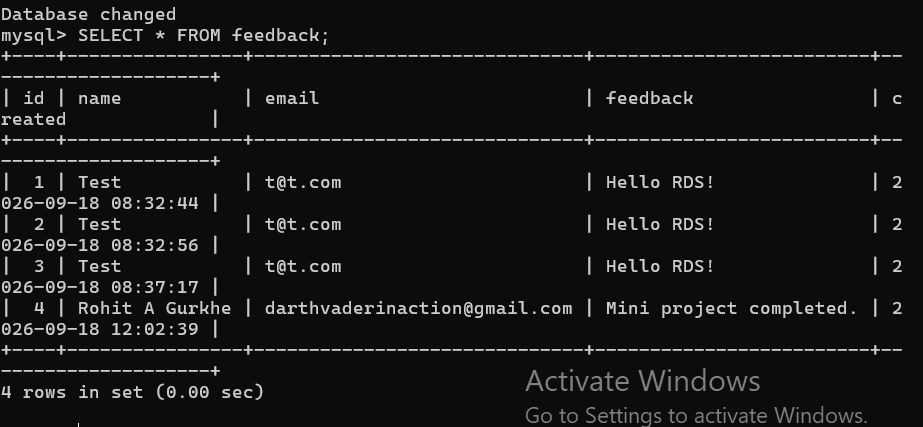 Database changed
mysql> SELECT * FROM feedback;
+----+-----------------+--------------------------------+--------------------------+--
--------------------+
| id | name            | email                          | feedback                 | c
reated              |
+----+-----------------+--------------------------------+--------------------------+--
--------------------+
|  1 | Test            | t@t.com                        | Hello RDS!               | 2
026-09-18 08:32:44 |
|  2 | Test            | t@t.com                        | Hello RDS!               | 2
026-09-18 08:32:56 |
|  3 | Test            | t@t.com                        | Hello RDS!               | 2
026-09-18 08:37:17 |
|  4 | Rohit A Gurkhe | darthvaderinaction@gmail.com | Mini project completed. | 2
026-09-18 12:02:39 |
+----+-----------------+--------------------------------+--------------------------+--
--------------------+
4 rows in set (0.00 sec)
Activate Windows
Go to Settings to activate Windows.